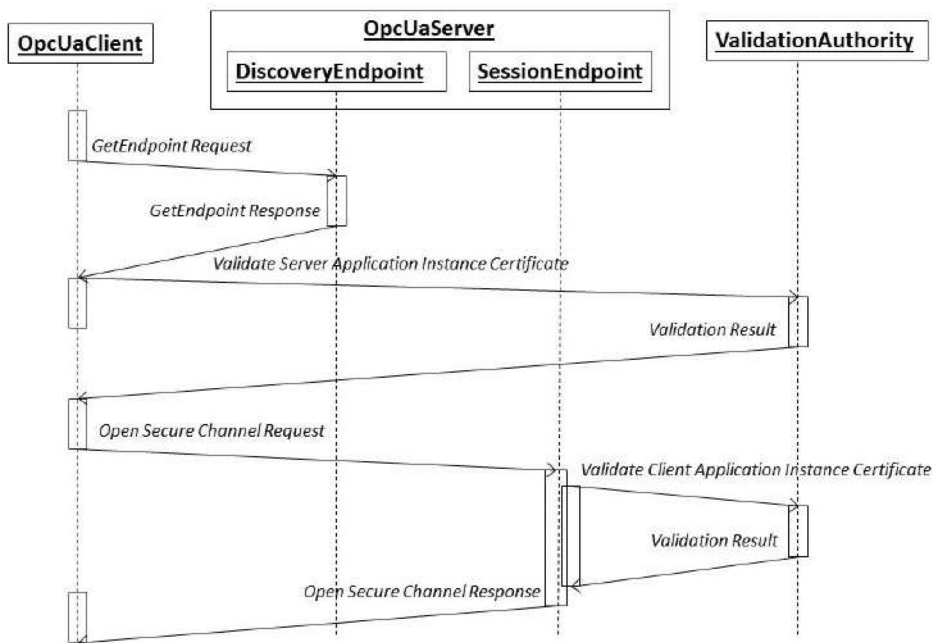 OpcUaServer
OpcUaClient
DiscoveryEndpoint
SessionEndpoint
ValidationAuthority
GetEndpoint Request
GetEndpoint Response
Validate Server Application Instance Certificate
Validation Result
Open Secure Channel Request
Validate Client Application Instance Certificate
Validation Result
Open Secure Channel Response